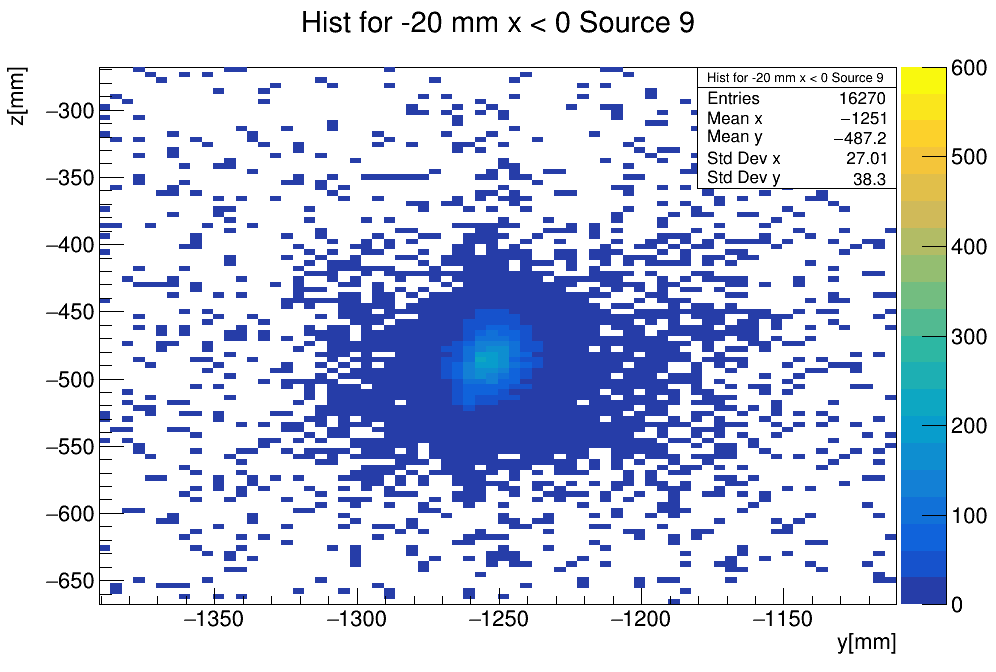 Hist for -20 mm x < 0 Source 9
z[mm]
−300
−350
−400
−450
−500
−550
−600
−650
Hist for -20 mm x < 0 Source 9
Entries 16270
Mean x −1251
Mean y −487.2
Std Dev x 27.01
Std Dev y 38.3
600
500
400
300
200
100
0
−1350 −1300 −1250 −1200 −1150
y[mm]